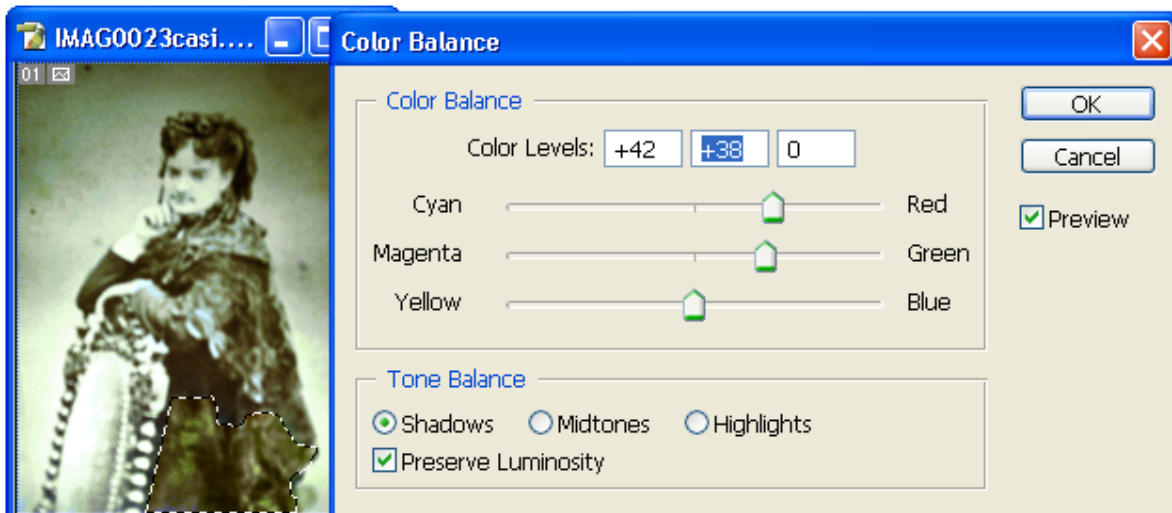 IMAG0023casi....
01
Color Balance
Color Balance
Color Levels: +42 +38 0
Cyan Red
Magenta Green
Yellow Blue
Tone Balance
Shadows Midtones Highlights
Preserve Luminosity
OK
Cancel
Preview